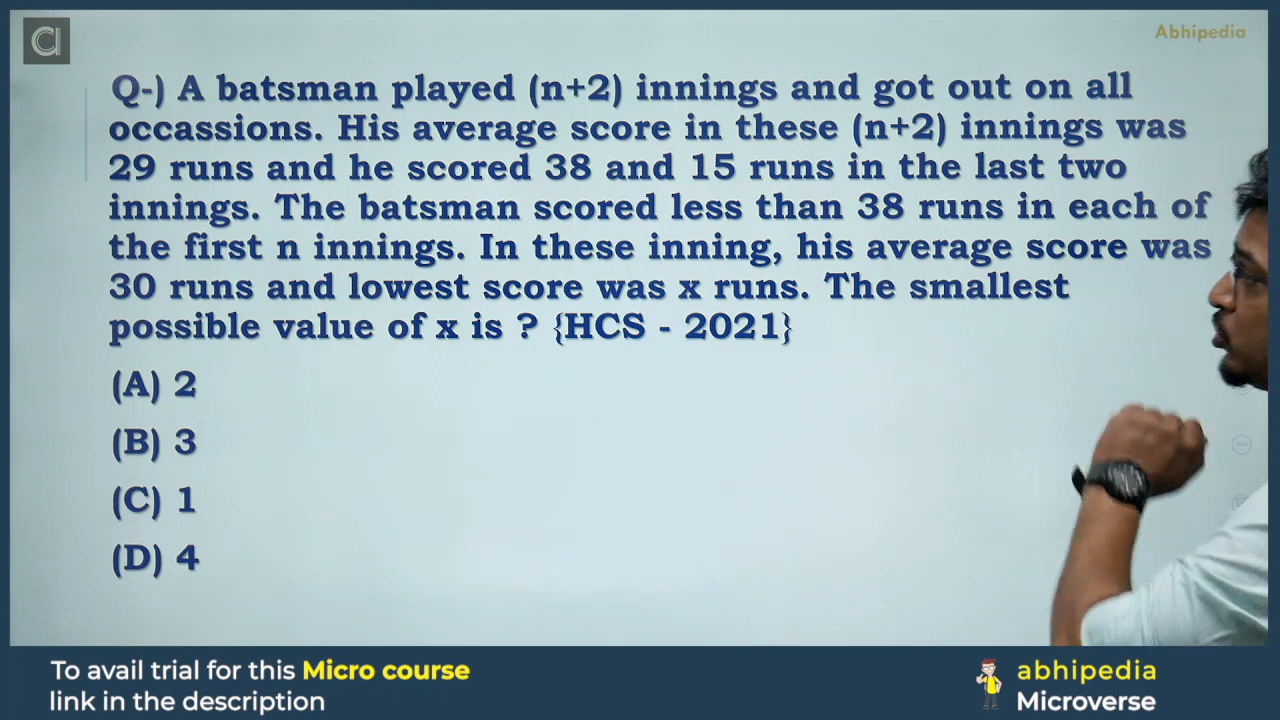 Abhipedia
Q-) A batsman played (n+2) innings and got out on all
occassions. His average score in these (n+2) innings was
29 runs and he scored 38 and 15 runs in the last two
innings. The batsman scored less than 38 runs in each of
the first n innings. In these inning, his average score was
30 runs and lowest score was x runs. The smallest
possible value of x is ? {HCS - 2021}
(A) 2
(B) 3
(C) 1
(D) 4
To avail trial for this Micro course
link in the description
abhipedia
Microverse